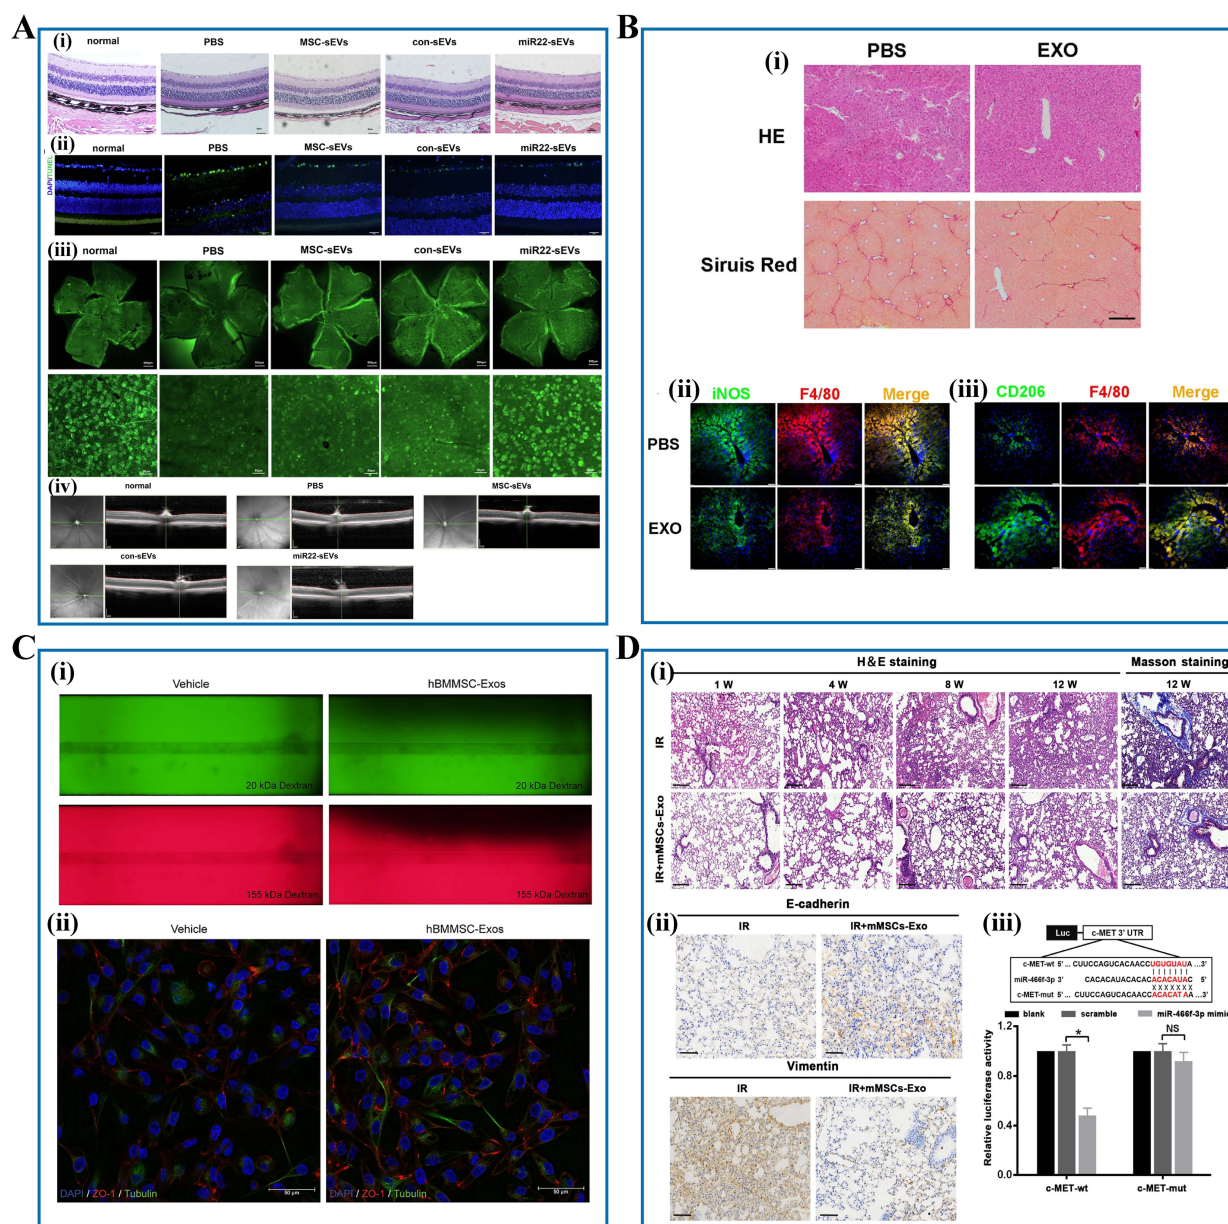 A
(i)
normal PBS MSC-sEVs con-sEVs miR22-sEVs
(ii)
normal PBS MSC-sEVs con-sEVs miR22-sEVs
DAPI/TUNEL
(iii)
normal PBS MSC-sEVs con-sEVs miR22-sEVs
(iv)
normal PBS MSC-sEVs
con-sEVs miR22-sEVs
B
(i)
PBS EXO
HE
Siruis Red
(ii)
iNOS F4/80 Merge
(iii)
CD206 F4/80 Merge
PBS
EXO
C
(i)
Vehicle hBMMSC-Exos
20 kDa Dextran 20 kDa Dextran
155 kDa Dextran 155 kDa Dextran
(ii)
Vehicle hBMMSC-Exos
DAPI / ZO-1 / Tubulin 50 µm DAPI / ZO-1 / Tubulin 50 µm
D
(i)
H&E staining Masson staining
1 W 4 W 8 W 12 W 12 W
IR
IR+mMSCs-Exo
(ii)
E-cadherin
IR IR+mMSCs-Exo
Vimentin
IR IR+mMSCs-Exo
(iii)
Luc c-MET 3' UTR
c-MET-wt 5' ... CUUCCAGUCACAACCUGUGUAUA ...3'
miR-466f-3p 3' CACACAUACACACACACAUAC 5'
c-MET-mut 5' ... CUUCCAGUCACAACCACACAT AA ...3'
blank scramble miR-466f-3p mimic
Relative luciferase activity
1.2
0.8
0.4
0.0
* NS
c-MET-wt c-MET-mut